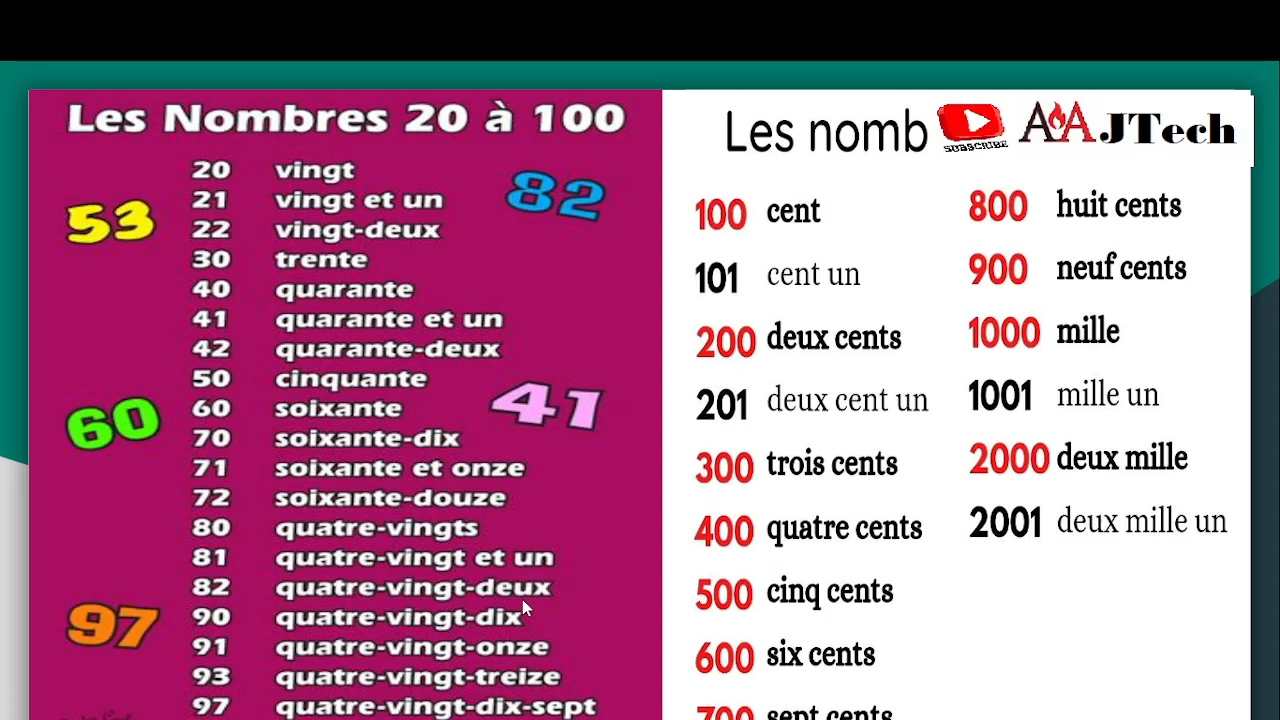 Les Nombres 20 à 100
53
82
60
41
97
20 vingt
21 vingt et un
22 vingt-deux
30 trente
40 quarante
41 quarante et un
42 quarante-deux
50 cinquante
60 soixante
70 soixante-dix
71 soixante et onze
72 soixante-douze
80 quatre-vingts
81 quatre-vingt et un
82 quatre-vingt-deux
90 quatre-vingt-dix
91 quatre-vingt-onze
93 quatre-vingt-treize
97 quatre-vingt-dix-sept
Les nomb
SUBSCRIBE
AAJTech
100 cent
101 cent un
200 deux cents
201 deux cent un
300 trois cents
400 quatre cents
500 cinq cents
600 six cents
700 sept cents
800 huit cents
900 neuf cents
1000 mille
1001 mille un
2000 deux mille
2001 deux mille un